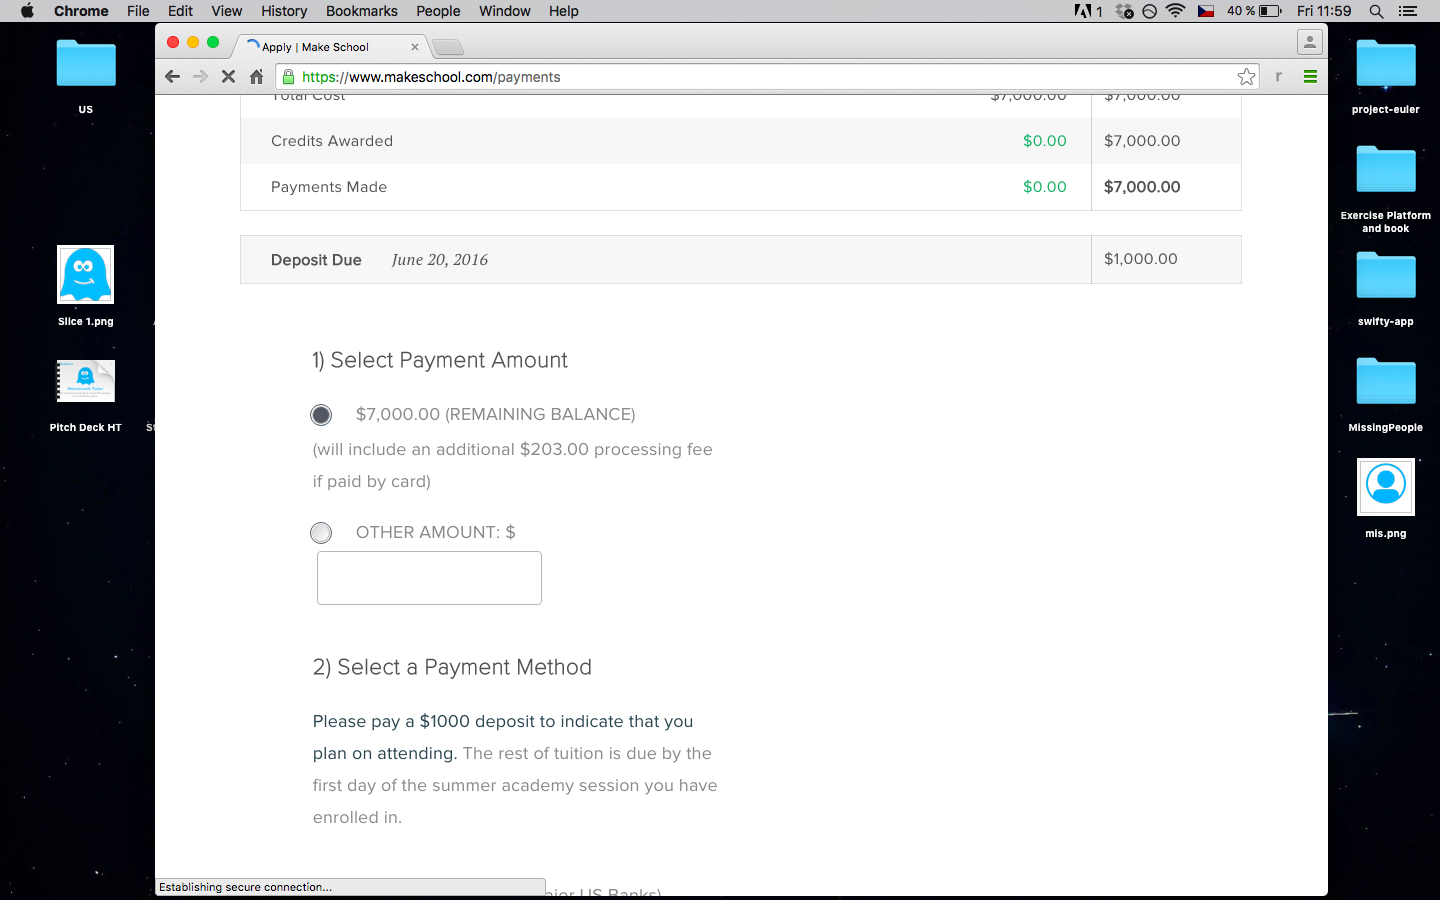 Chrome File Edit View History Bookmarks People Window Help 1 40 % Fri 11:59
Apply | Make School
https://www.makeschool.com/payments r
Total Cost $7,000.00 $7,000.00
Credits Awarded $0.00 $7,000.00
Payments Made $0.00 $7,000.00
Deposit Due June 20, 2016 $1,000.00
1) Select Payment Amount
$7,000.00 (REMAINING BALANCE)
(will include an additional $203.00 processing fee
if paid by card)
OTHER AMOUNT: $
2) Select a Payment Method
Please pay a $1000 deposit to indicate that you
plan on attending. The rest of tuition is due by the
first day of the summer academy session you have
enrolled in.
US Banks)
Establishing secure connection...
US
Slice 1.png
Pitch Deck HT
project-euler
Exercise Platform
and book
swifty-app
MissingPeople
mis.png